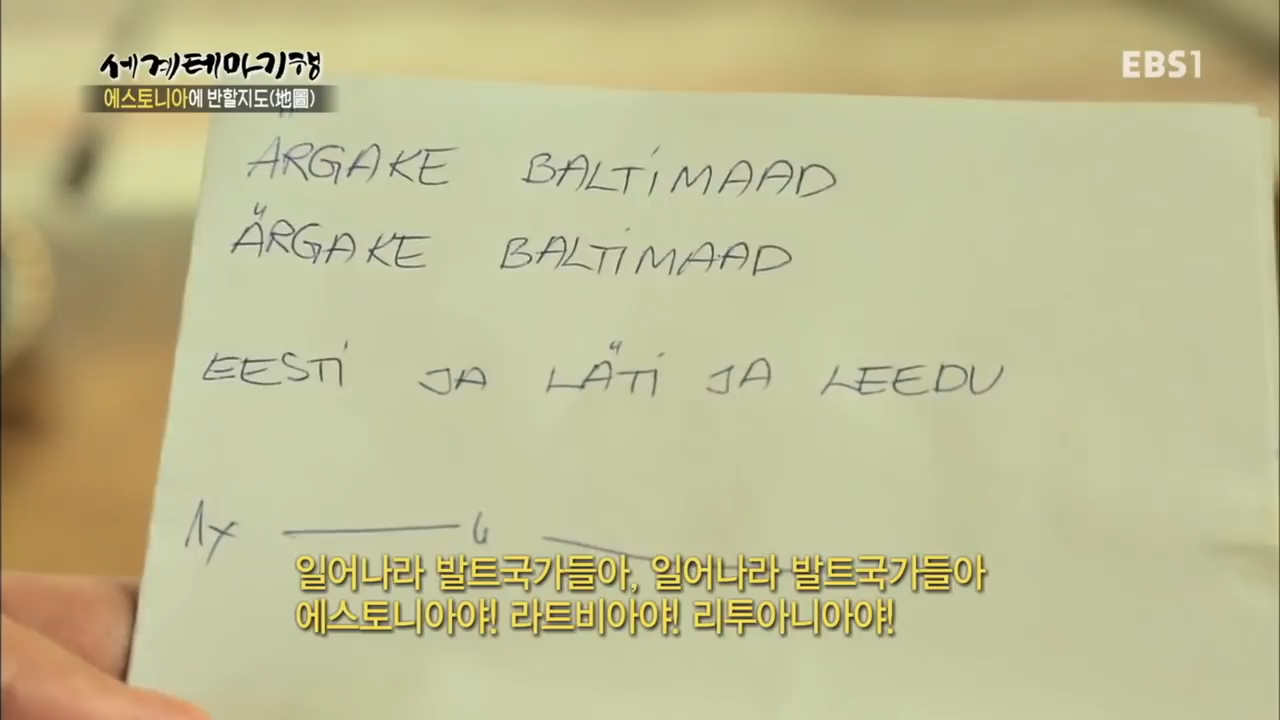 세계테마기행
EBS1
에스토니아에 반할지도(地圖)
ÄRGAKE BALTIMAAD
ÄRGAKE BALTIMAAD
EESTI JA LÄTI JA LEEDU
1x
일어나라 발트국가들아, 일어나라 발트국가들아
에스토니아야! 라트비아야! 리투아니아야!